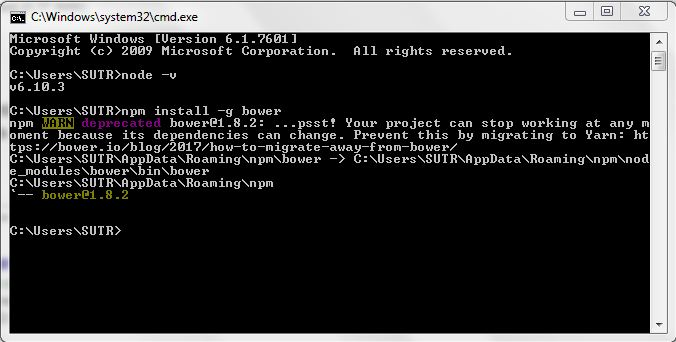 C:\Windows\system32\cmd.exe
Microsoft Windows [Version 6.1.7601]
Copyright (c) 2009 Microsoft Corporation.  All rights reserved.
C:\Users\SUTR>node -v
v6.10.3
C:\Users\SUTR>npm install -g bower
npm WARN deprecated bower@1.8.2: ...psst! Your project can stop working at any m
oment because its dependencies can change. Prevent this by migrating to Yarn: ht
tps://bower.io/blog/2017/how-to-migrate-away-from-bower/
C:\Users\SUTR\AppData\Roaming\npm\bower -> C:\Users\SUTR\AppData\Roaming\npm\nod
e_modules\bower\bin\bower
C:\Users\SUTR\AppData\Roaming\npm
`-- bower@1.8.2
C:\Users\SUTR>